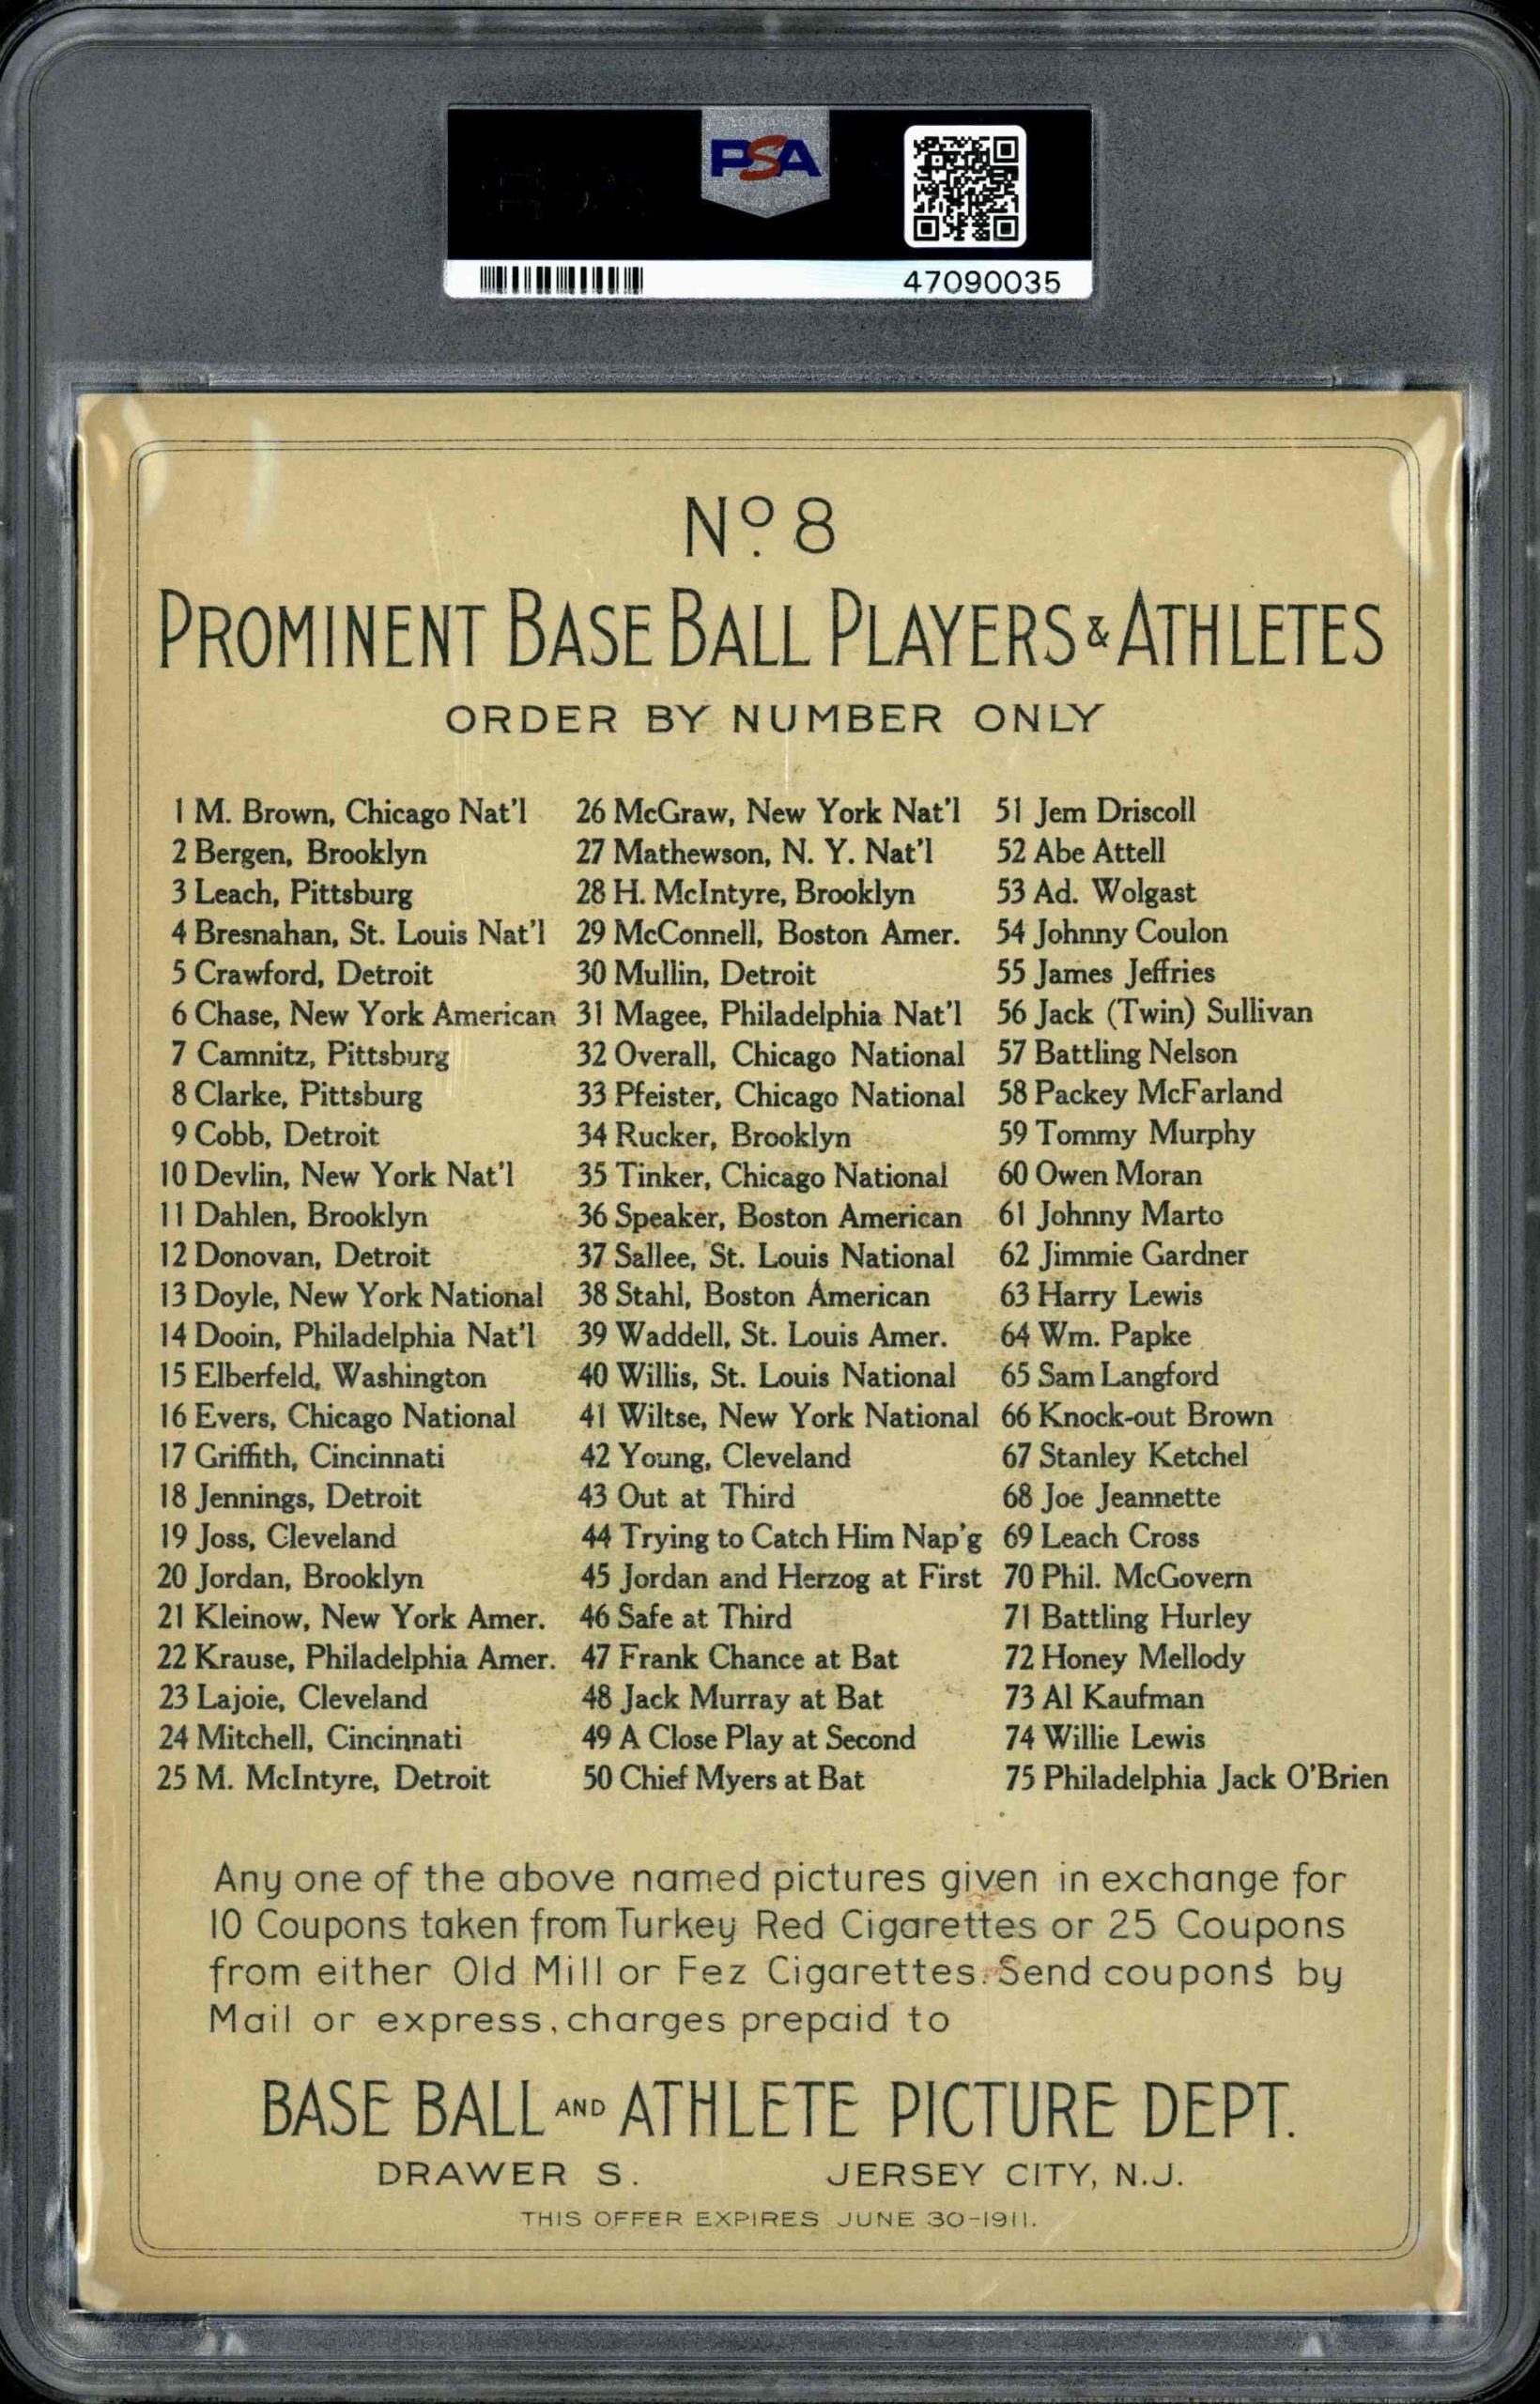 PSA
47090035
Nº 8
PROMINENT BASE BALL PLAYERS & ATHLETES
ORDER BY NUMBER ONLY
1 M. Brown, Chicago Nat'l
2 Bergen, Brooklyn
3 Leach, Pittsburg
4 Bresnahan, St. Louis Nat'l
5 Crawford, Detroit
6 Chase, New York American
7 Camnitz, Pittsburg
8 Clarke, Pittsburg
9 Cobb, Detroit
10 Devlin, New York Nat'l
11 Dahlen, Brooklyn
12 Donovan, Detroit
13 Doyle, New York National
14 Dooin, Philadelphia Nat'l
15 Elberfeld, Washington
16 Evers, Chicago National
17 Griffith, Cincinnati
18 Jennings, Detroit
19 Joss, Cleveland
20 Jordan, Brooklyn
21 Kleinow, New York Amer.
22 Krause, Philadelphia Amer.
23 Lajoie, Cleveland
24 Mitchell, Cincinnati
25 M. McIntyre, Detroit
26 McGraw, New York Nat'l
27 Mathewson, N. Y. Nat'l
28 H. McIntyre, Brooklyn
29 McConnell, Boston Amer.
30 Mullin, Detroit
31 Magee, Philadelphia Nat'l
32 Overall, Chicago National
33 Pfeister, Chicago National
34 Rucker, Brooklyn
35 Tinker, Chicago National
36 Speaker, Boston American
37 Sallee, St. Louis National
38 Stahl, Boston American
39 Waddell, St. Louis Amer.
40 Willis, St. Louis National
41 Wiltse, New York National
42 Young, Cleveland
43 Out at Third
44 Trying to Catch Him Nap'g
45 Jordan and Herzog at First
46 Safe at Third
47 Frank Chance at Bat
48 Jack Murray at Bat
49 A Close Play at Second
50 Chief Myers at Bat
51 Jem Driscoll
52 Abe Attell
53 Ad. Wolgast
54 Johnny Coulon
55 James Jeffries
56 Jack (Twin) Sullivan
57 Battling Nelson
58 Packey McFarland
59 Tommy Murphy
60 Owen Moran
61 Johnny Marto
62 Jimmie Gardner
63 Harry Lewis
64 Wm. Papke
65 Sam Langford
66 Knock-out Brown
67 Stanley Ketchel
68 Joe Jeannette
69 Leach Cross
70 Phil. McGovern
71 Battling Hurley
72 Honey Mellody
73 Al Kaufman
74 Willie Lewis
75 Philadelphia Jack O'Brien
Any one of the above named pictures given in exchange for
10 Coupons taken from Turkey Red Cigarettes or 25 Coupons
from either Old Mill or Fez Cigarettes. Send coupons by
Mail or express, charges prepaid to
BASE BALL AND ATHLETE PICTURE DEPT.
DRAWER S. JERSEY CITY, N.J.
THIS OFFER EXPIRES JUNE 30-1911.